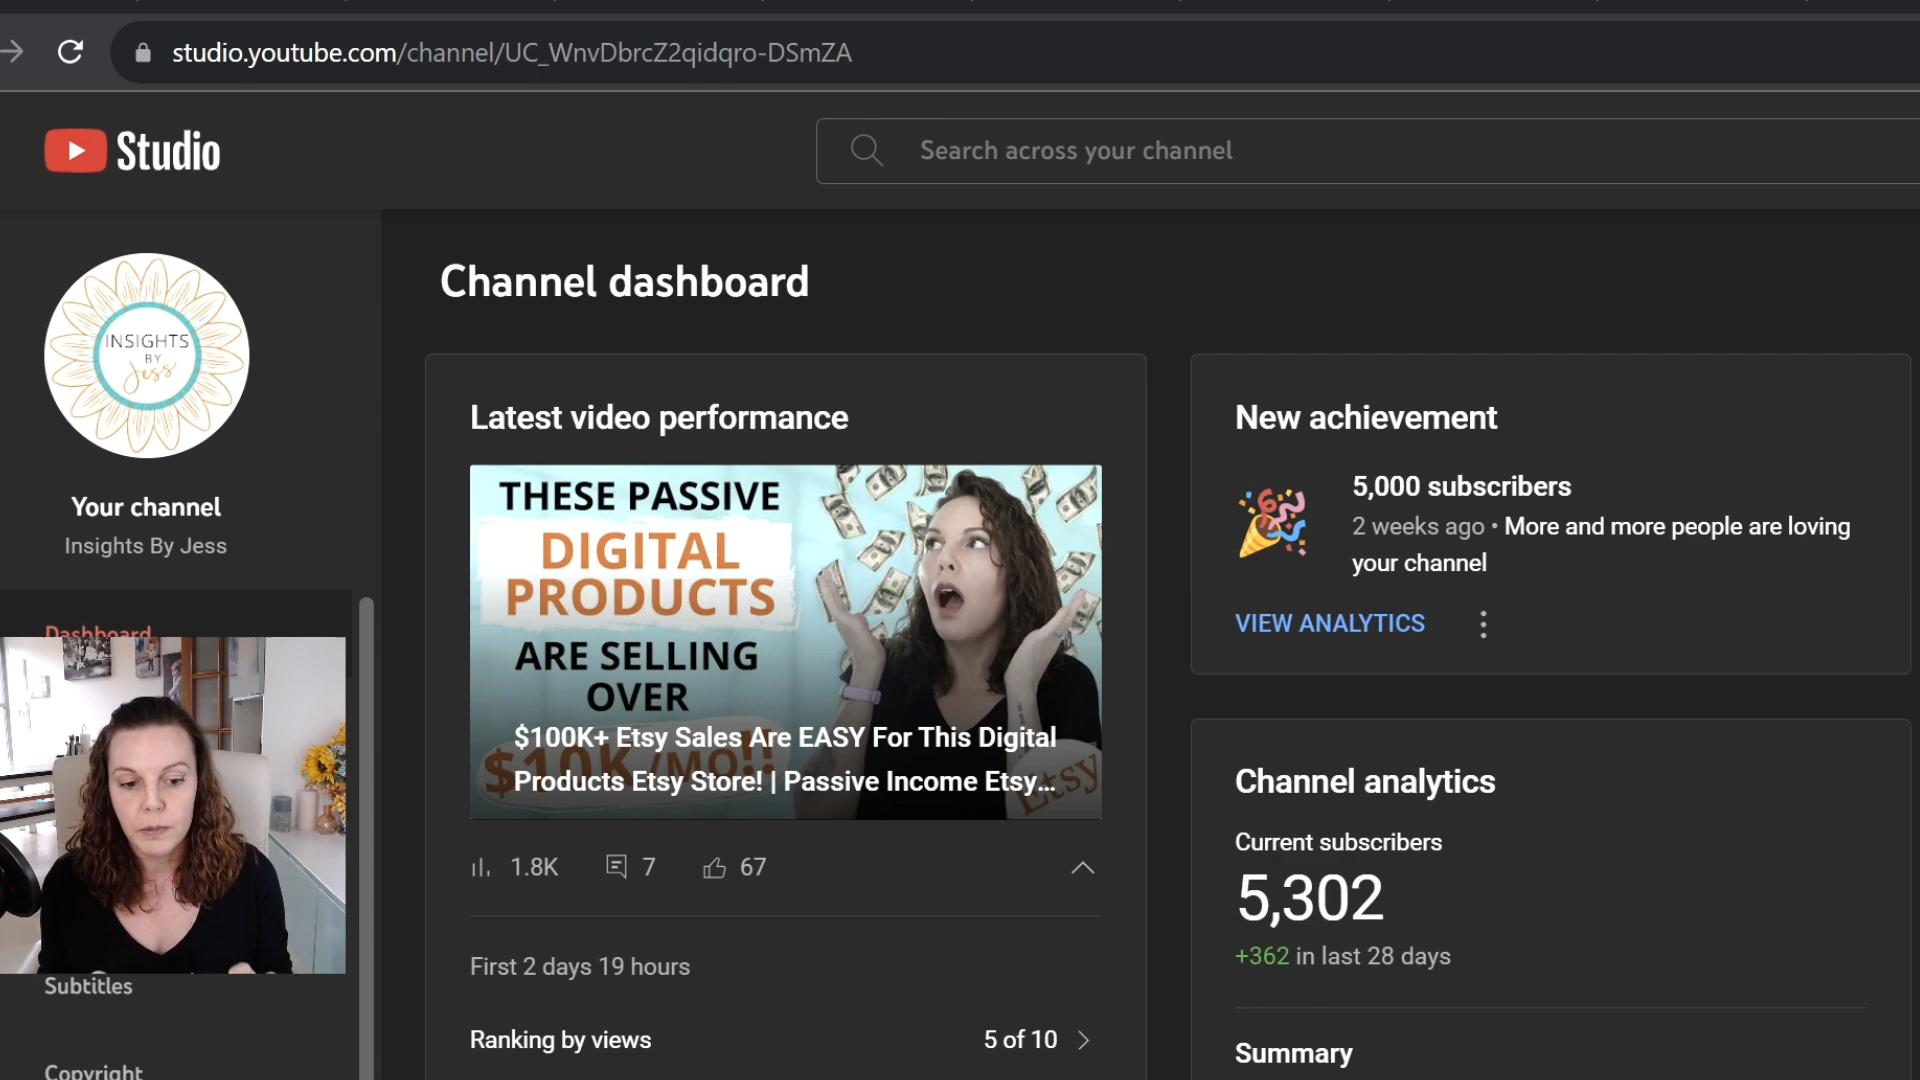 studio.youtube.com/channel/UC_WnvDbrcZ2qidqro-DSmZA
Studio
Search across your channel
INSIGHTS
BY
Jess
Your channel
Insights By Jess
Dashboard
Subtitles
Copyright
Channel dashboard
Latest video performance
THESE PASSIVE
DIGITAL
PRODUCTS
ARE SELLING
OVER
$10K/MO!!
Etsy
$100K+ Etsy Sales Are EASY For This Digital
Products Etsy Store! | Passive Income Etsy...
1.8K 7 67
First 2 days 19 hours
Ranking by views 5 of 10
New achievement
5,000 subscribers
2 weeks ago • More and more people are loving
your channel
VIEW ANALYTICS
Channel analytics
Current subscribers
5,302
+362 in last 28 days
Summary